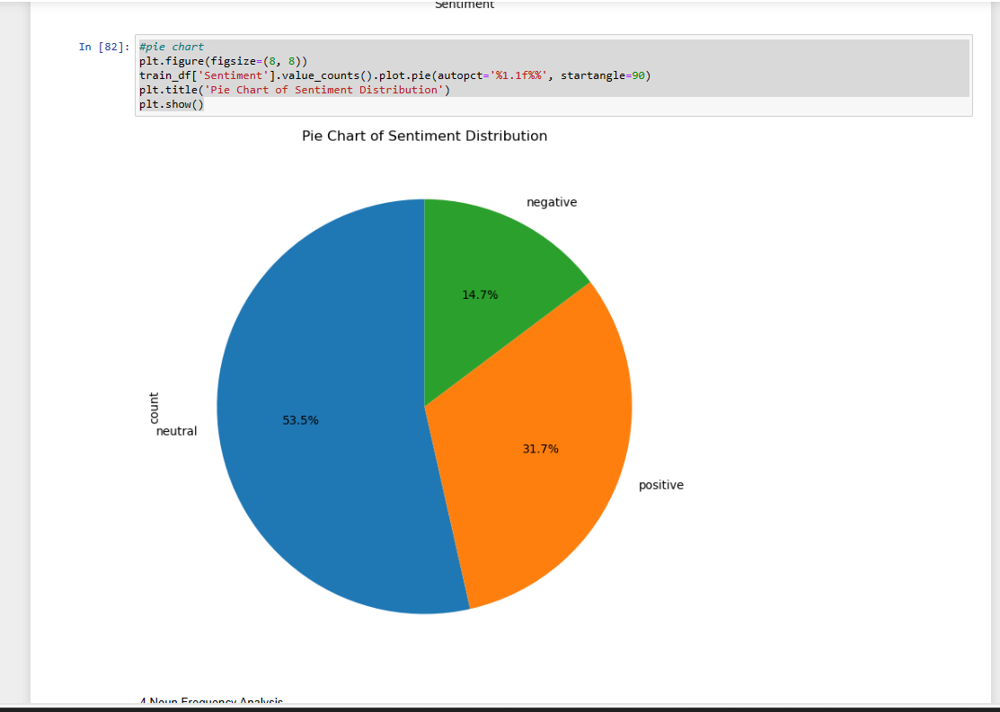 Sentiment
In [82]: #pie chart
plt.figure(figsize=(8, 8))
train_df['Sentiment'].value_counts().plot.pie(autopct='%1.1f%%', startangle=90)
plt.title('Pie Chart of Sentiment Distribution')
plt.show()
Pie Chart of Sentiment Distribution
negative
14.7%
count
53.5%
neutral
31.7%
positive
4 Noun Frequency Analysis